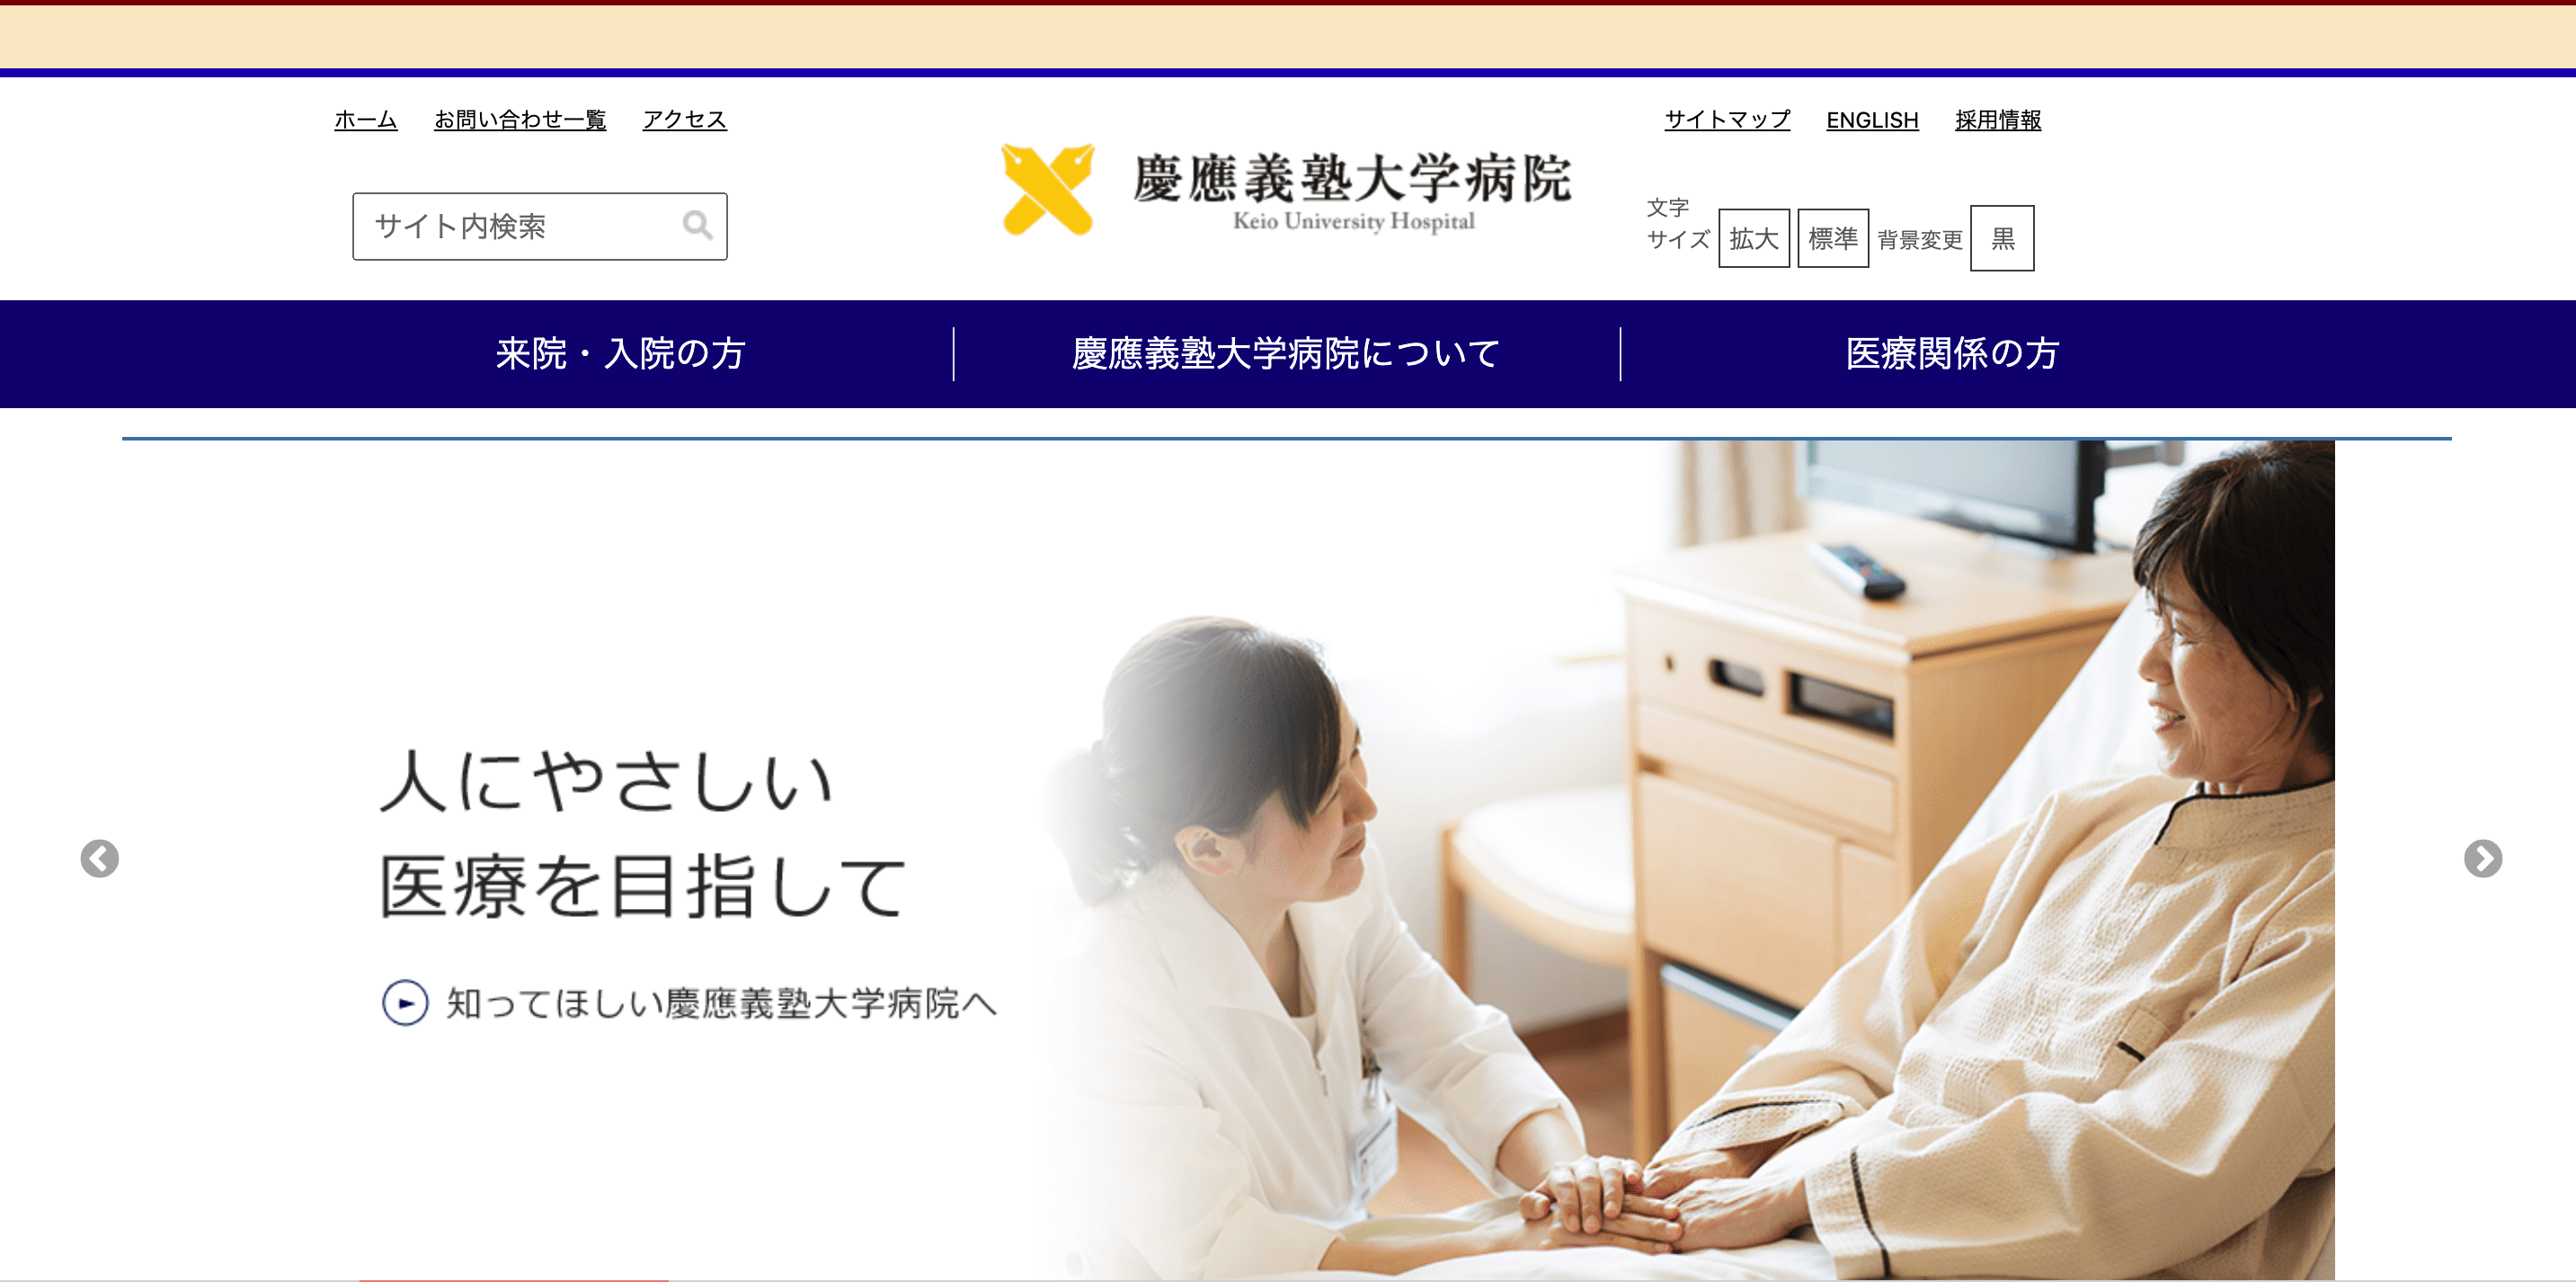 ホーム お問い合わせ一覧 アクセス
サイトマップ ENGLISH 採用情報
サイト内検索
慶應義塾大学病院
Keio University Hospital
文字
サイズ 拡大 標準 背景変更 黒
来院・入院の方 慶應義塾大学病院について 医療関係の方
人にやさしい
医療を目指して
知ってほしい慶應義塾大学病院へ